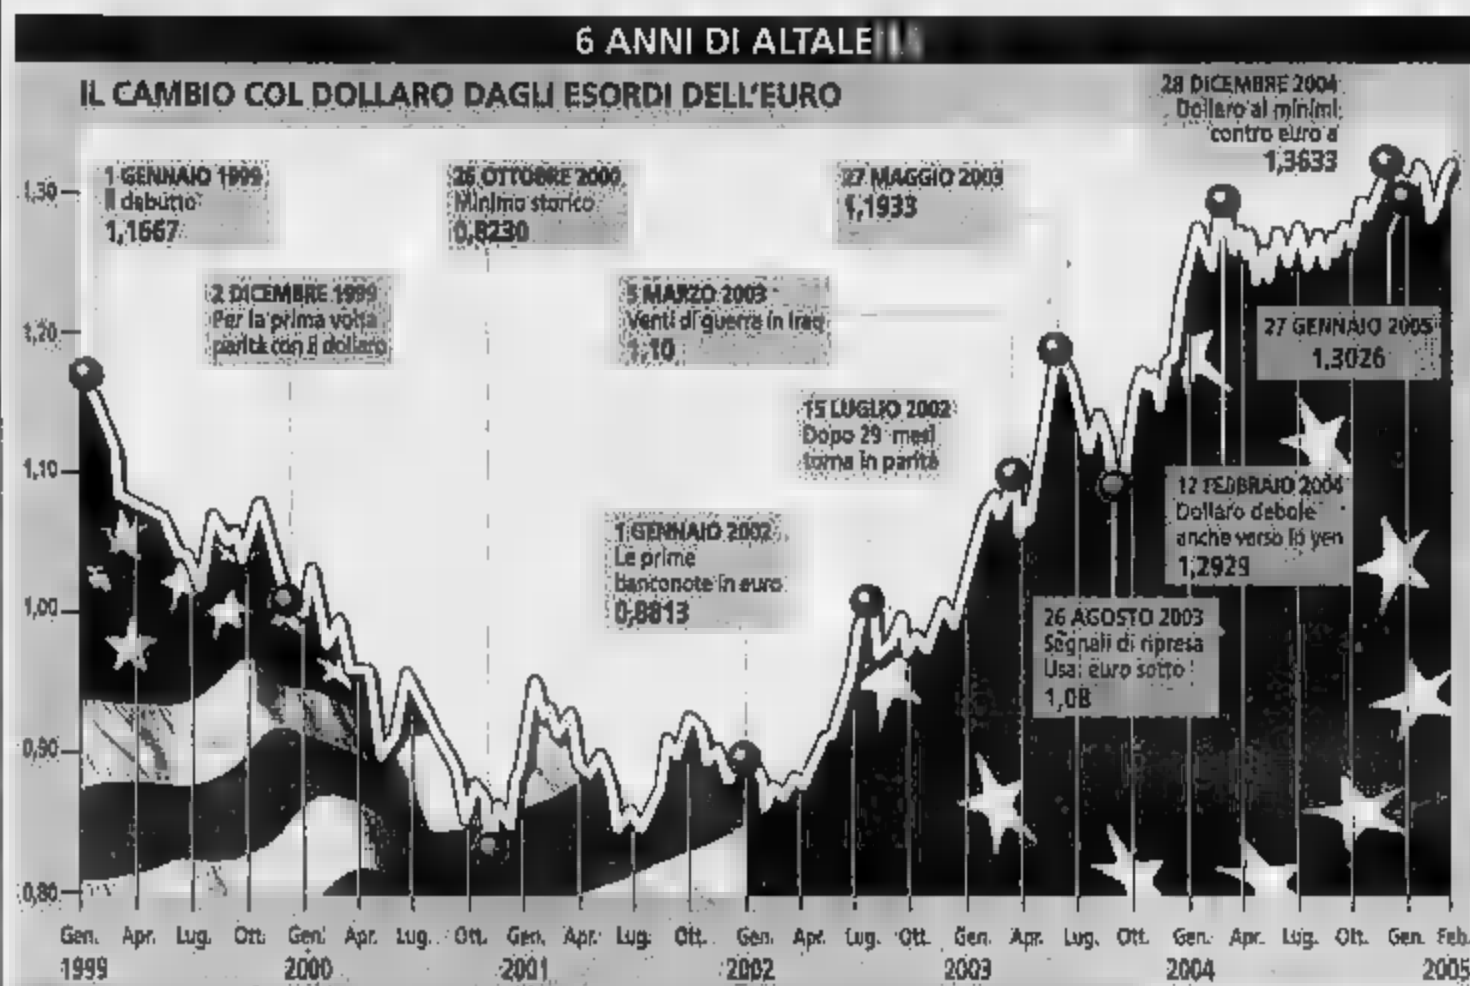 6 ANNI DI ALTALE
IL CAMBIO COL DOLLARO DAGLI ESORDI DELL'EURO
28 DICEMBRE 2004
Dollaro ai minimi
contro euro a
1,3633
1 GENNAIO 1999
Il debutto
1,1667
26 OTTOBRE 2000
Minimo storico
0,8230
27 MAGGIO 2003
1,1933
2 DICEMBRE 1999
Per la prima volta
parità con il dollaro
5 MARZO 2003
Venti di guerra in Iraq
1,10
27 GENNAIO 2005
1,3026
15 LUGLIO 2002
Dopo 29 mesi
torna in parità
12 FEBBRAIO 2004
Dollaro debole
anche verso lo yen
1,2929
1 GENNAIO 2002
Le prime
banconote in euro
0,8813
26 AGOSTO 2003
Segnali di ripresa
Usa: euro sotto
1,08
1,30
1,20
1,10
1,00
0,90
0,80
Gen. Apr. Lug. Ott. Gen. Apr. Lug. Ott. Gen. Apr. Lug. Ott. Gen. Apr. Lug. Ott. Gen. Apr. Lug. Ott. Gen. Apr. Lug. Ott. Gen. Feb.
1999 2000 2001 2002 2003 2004 2005